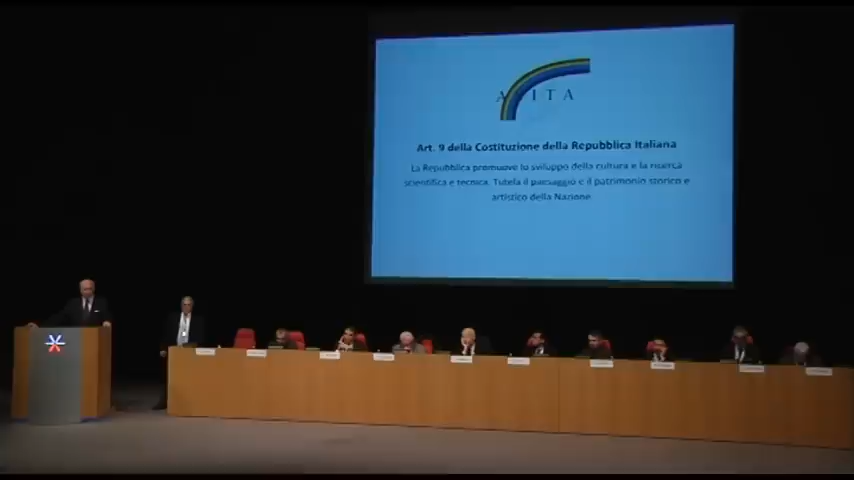 Art. 9 della Costituzione della Repubblica Italiana
La Repubblica promuove lo sviluppo della cultura e la ricerca
scientifica e tecnica. Tutela il paesaggio e il patrimonio storico e
artistico della Nazione